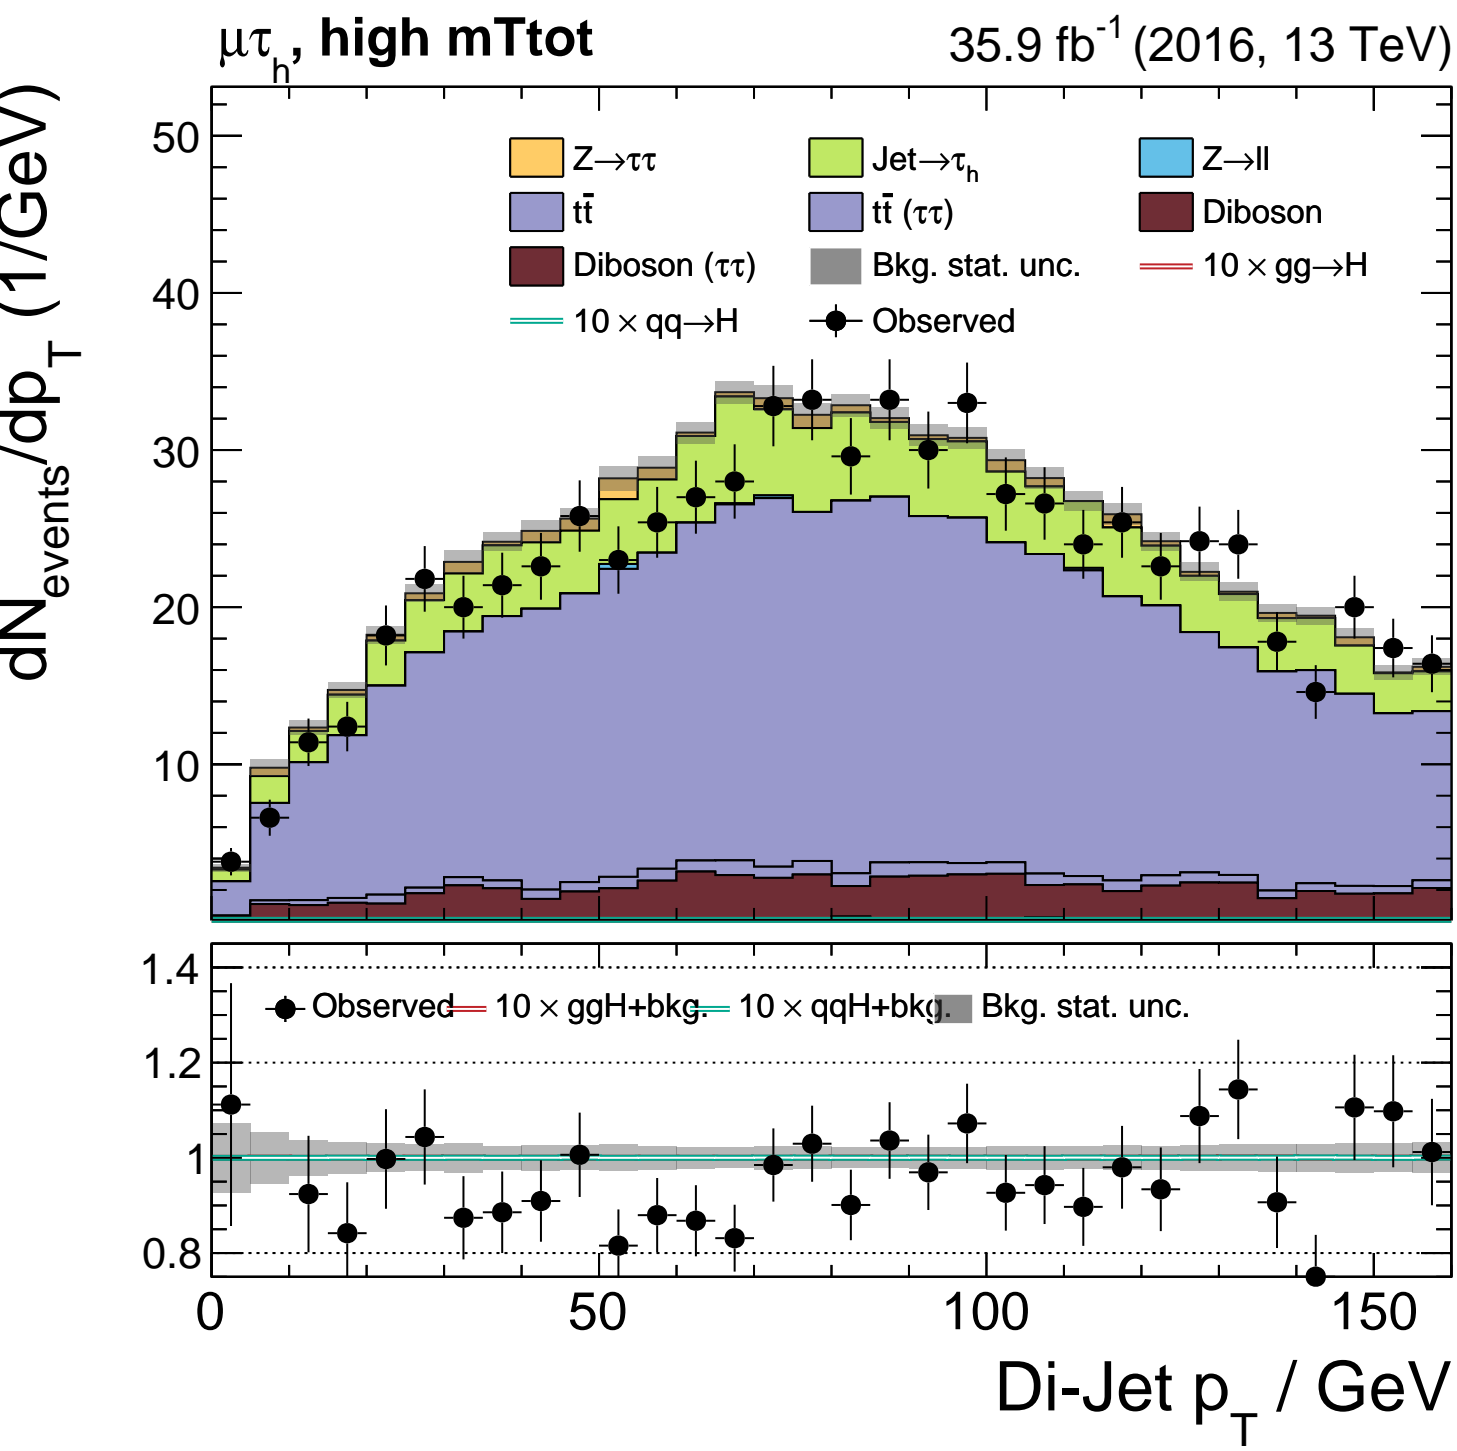 μτh, high mTtot 35.9 fb-1 (2016, 13 TeV)
dNevents/dpT (1/GeV)
50
40
30
20
10
Z→ττ Jet→τh Z→ll
tt̄ tt̄ (ττ) Diboson
Diboson (ττ) Bkg. stat. unc. 10 × gg→H
10 × qq→H Observed
1.4
1.2
1
0.8
Observed 10 × ggH+bkg. 10 × qqH+bkg. Bkg. stat. unc.
0 50 100 150
Di-Jet pT / GeV